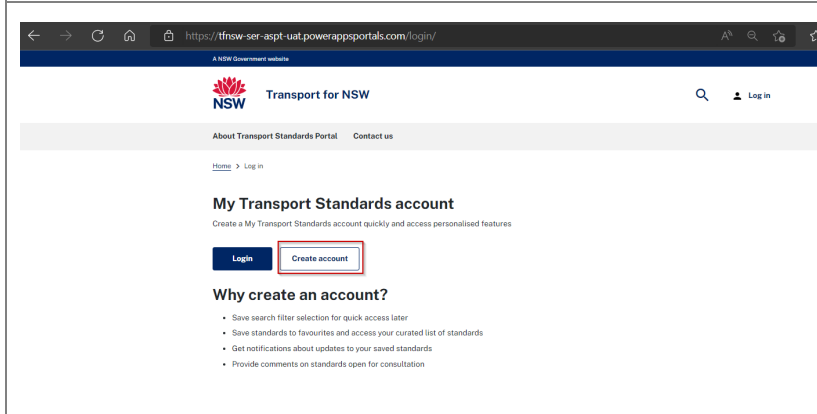 https://tfnsw-ser-aspt-uat.powerappsportals.com/login/
A NSW Government website
NSW
Transport for NSW
Log in
About Transport Standards Portal Contact us
Home > Log in
My Transport Standards account
Create a My Transport Standards account quickly and access personalised features
Login Create account
Why create an account?
• Save search filter selection for quick access later
• Save standards to favourites and access your curated list of standards
• Get notifications about updates to your saved standards
• Provide comments on standards open for consultation